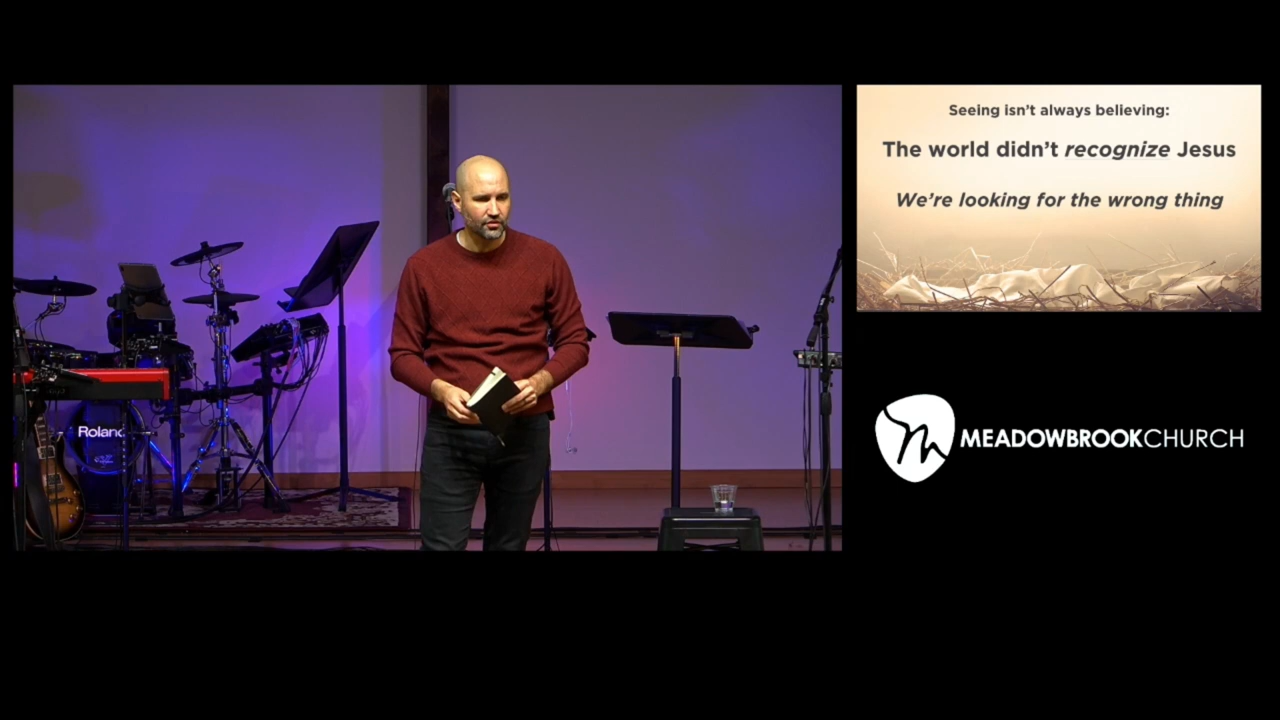 Seeing isn't always believing:
The world didn't recognize Jesus
We're looking for the wrong thing
Roland
MEADOWBROOKCHURCH